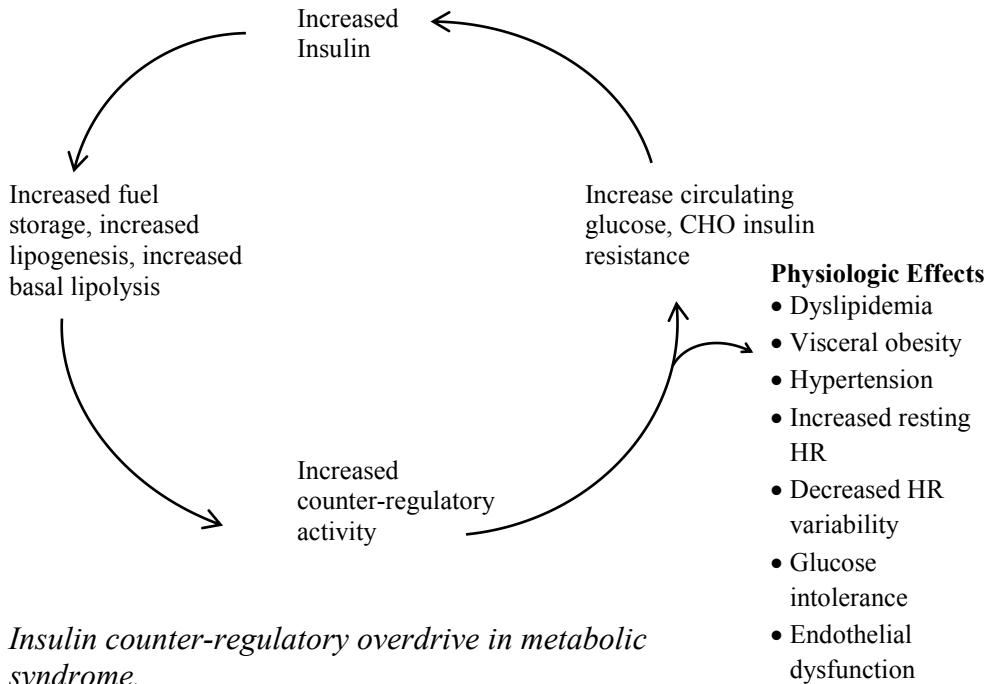 Increased
Insulin
Increased fuel
storage, increased
lipogenesis, increased
basal lipolysis
Increase circulating
glucose, CHO insulin
resistance
Physiologic Effects
• Dyslipidemia
• Visceral obesity
• Hypertension
• Increased resting
HR
• Decreased HR
variability
• Glucose
intolerance
• Endothelial
dysfunction
Increased
counter-regulatory
activity
Insulin counter-regulatory overdrive in metabolic
syndrome.